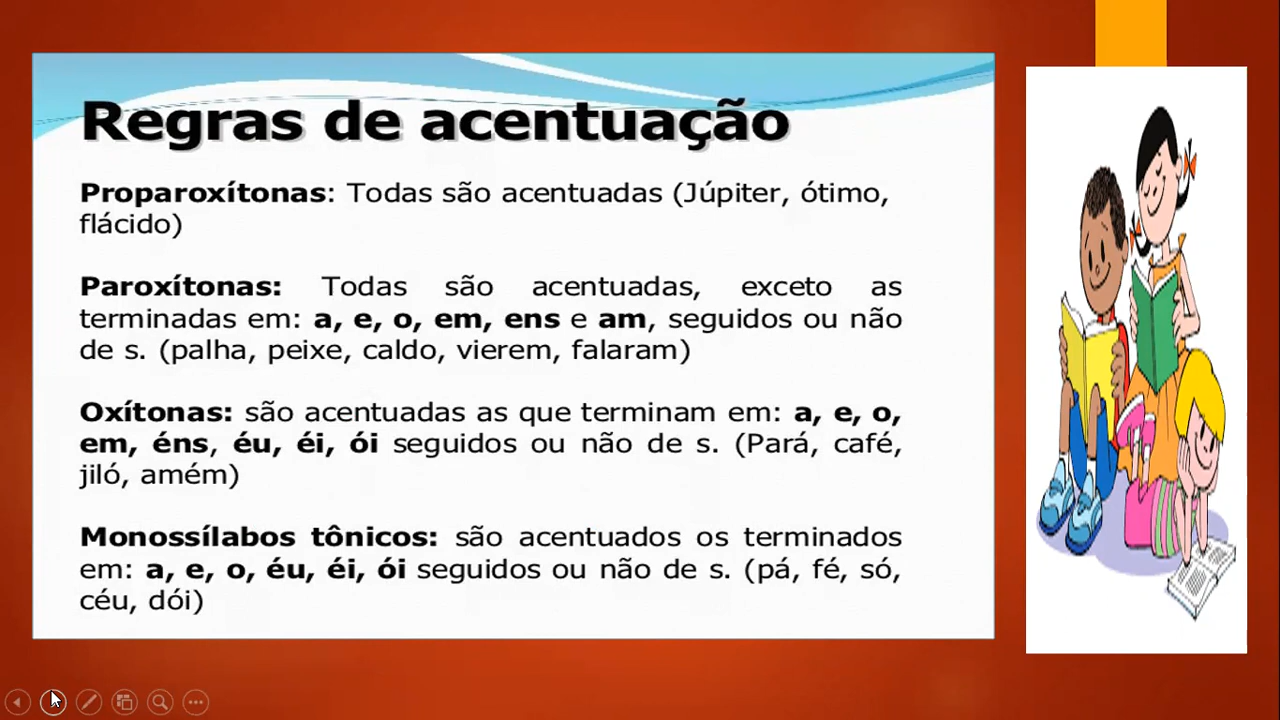 Regras de acentuação
Proparoxítonas: Todas são acentuadas (Júpiter, ótimo,
flácido)
Paroxítonas: Todas são acentuadas, exceto as
terminadas em: a, e, o, em, ens e am, seguidos ou não
de s. (palha, peixe, caldo, vierem, falaram)
Oxítonas: são acentuadas as que terminam em: a, e, o,
em, éns, éu, éi, ói seguidos ou não de s. (Pará, café,
jiló, amém)
Monossílabos tônicos: são acentuados os terminados
em: a, e, o, éu, éi, ói seguidos ou não de s. (pá, fé, só,
céu, dói)